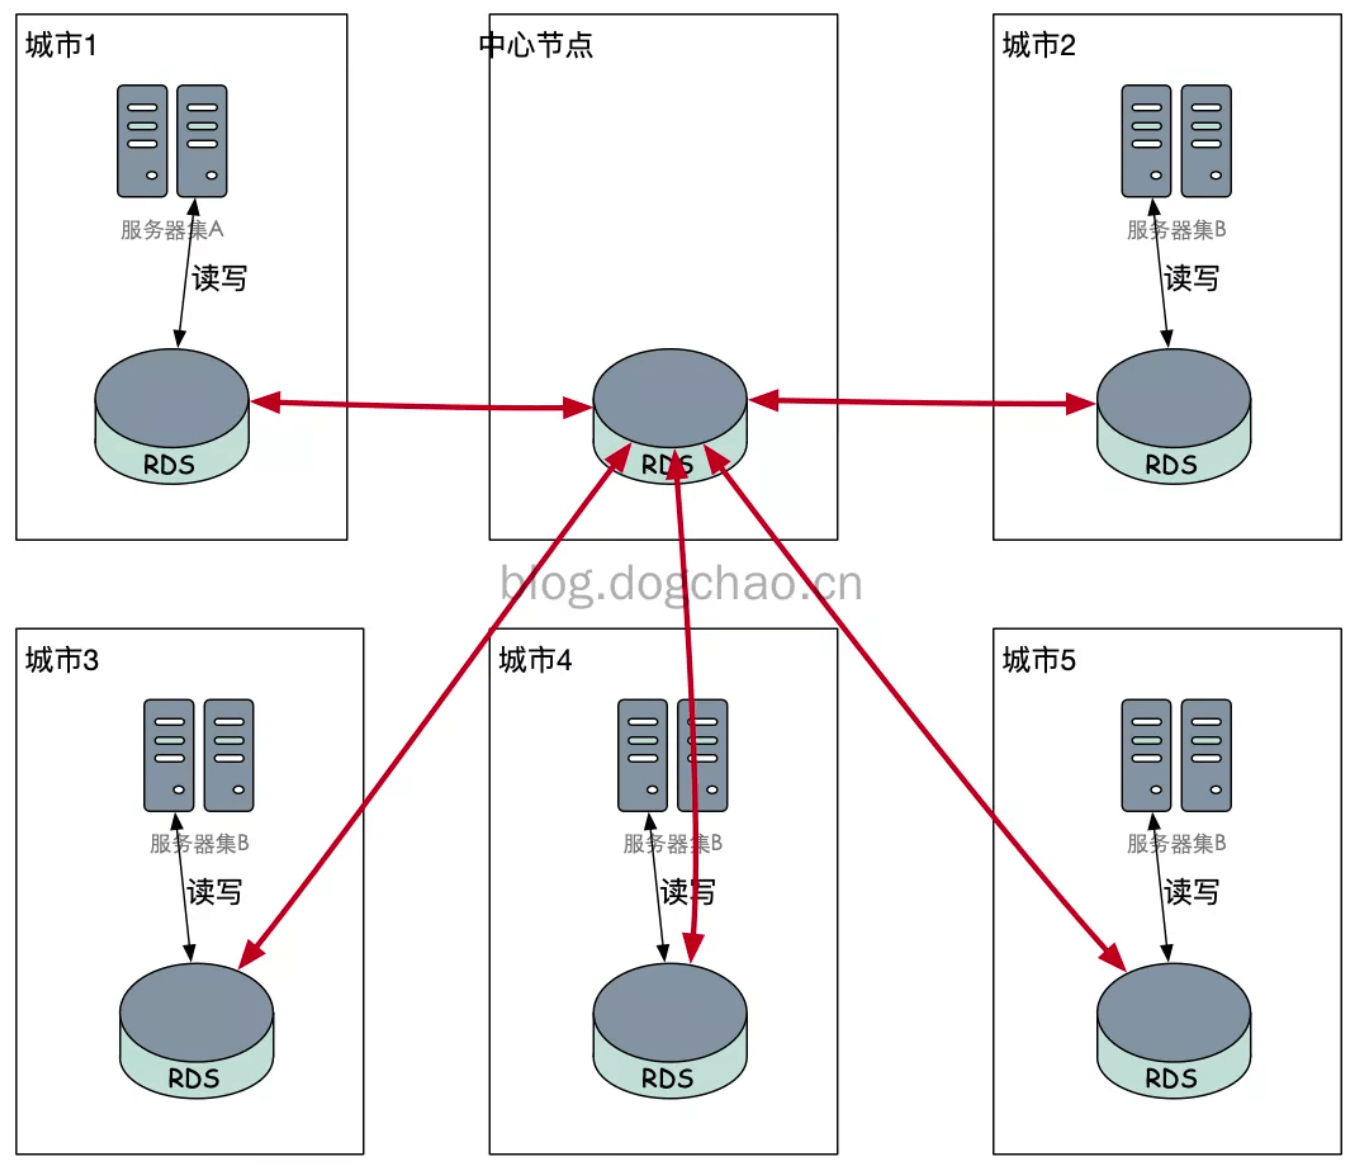 城市1
服务器集A
读写
RDS
中心节点
RDS
城市2
服务器集B
读写
RDS
blog.dogchao.cn
城市3
服务器集B
读写
RDS
城市4
服务器集B
读写
RDS
城市5
服务器集B
读写
RDS